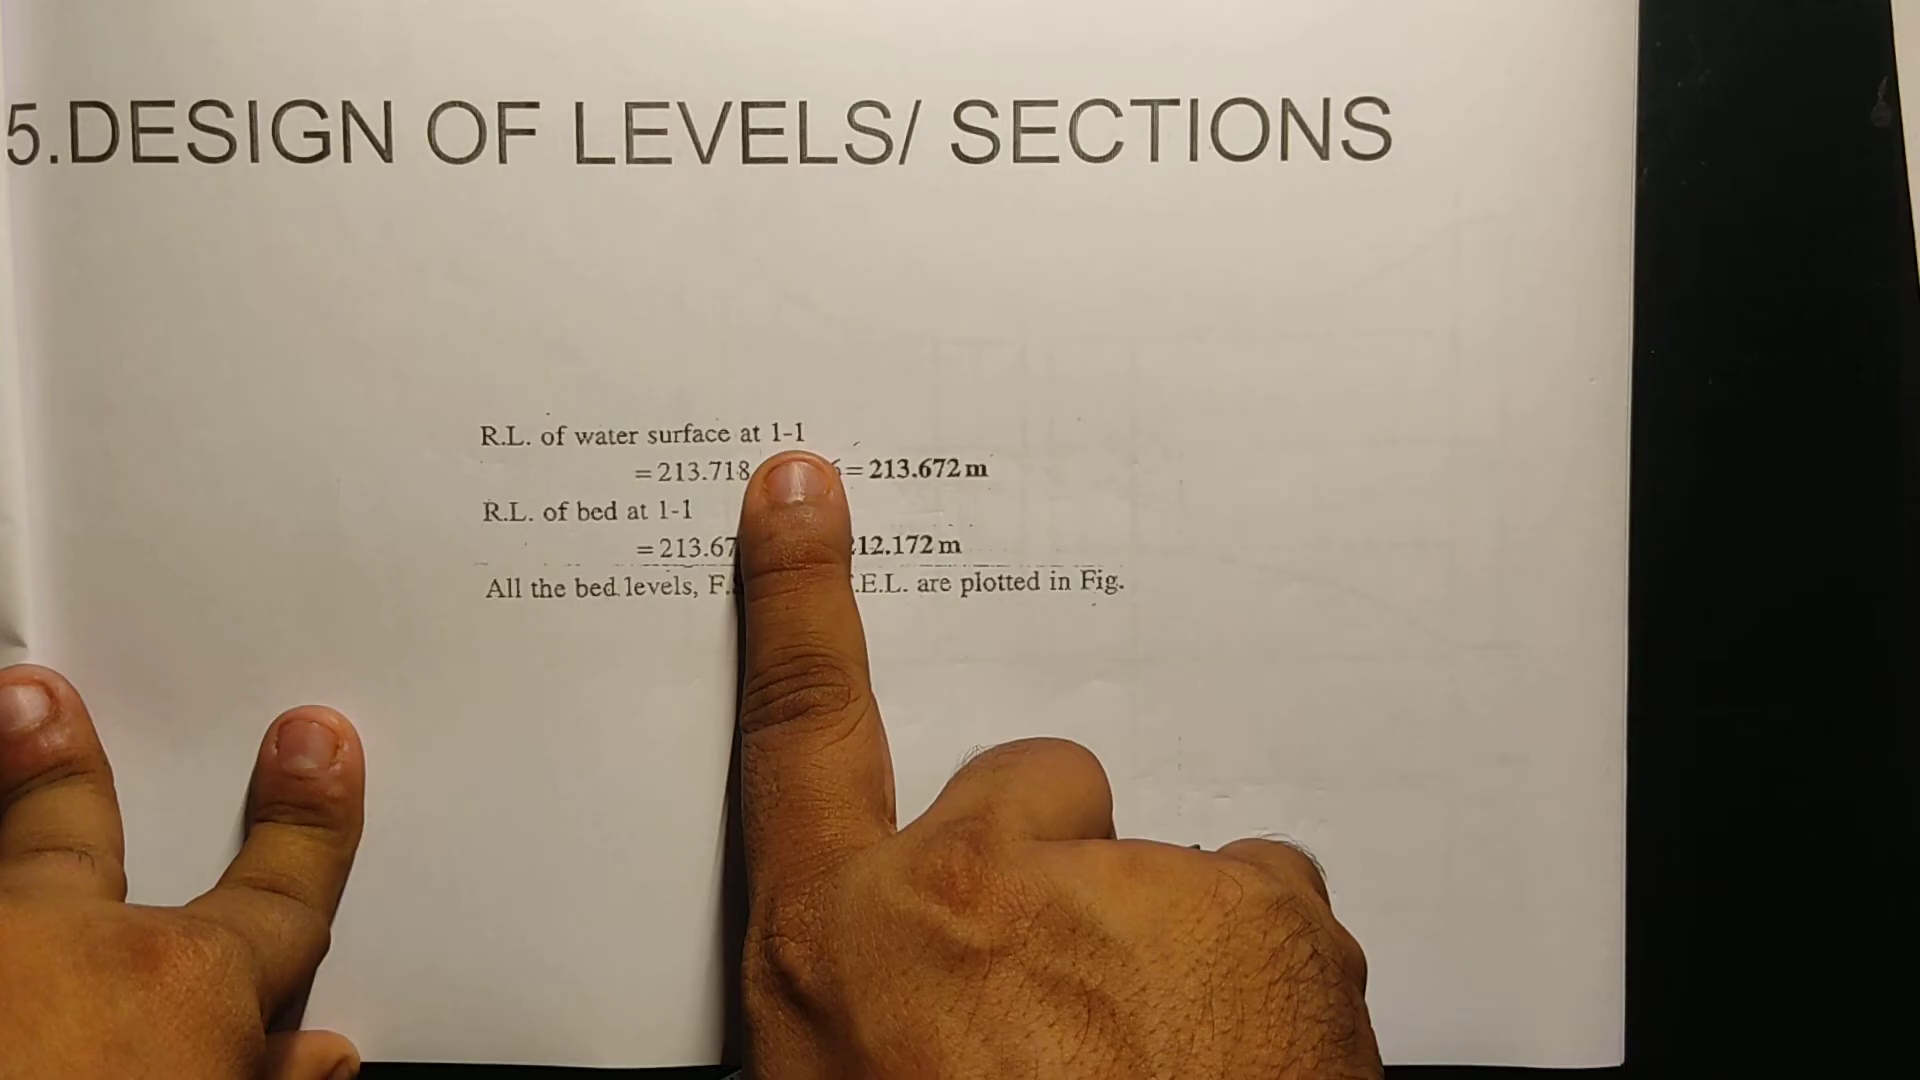 5.DESIGN OF LEVELS/ SECTIONS
R.L. of water surface at 1-1
=213.718 = 213.672 m
R.L. of bed at 1-1
=213.67 12.172 m
All the bed levels, F. .E.L. are plotted in Fig.